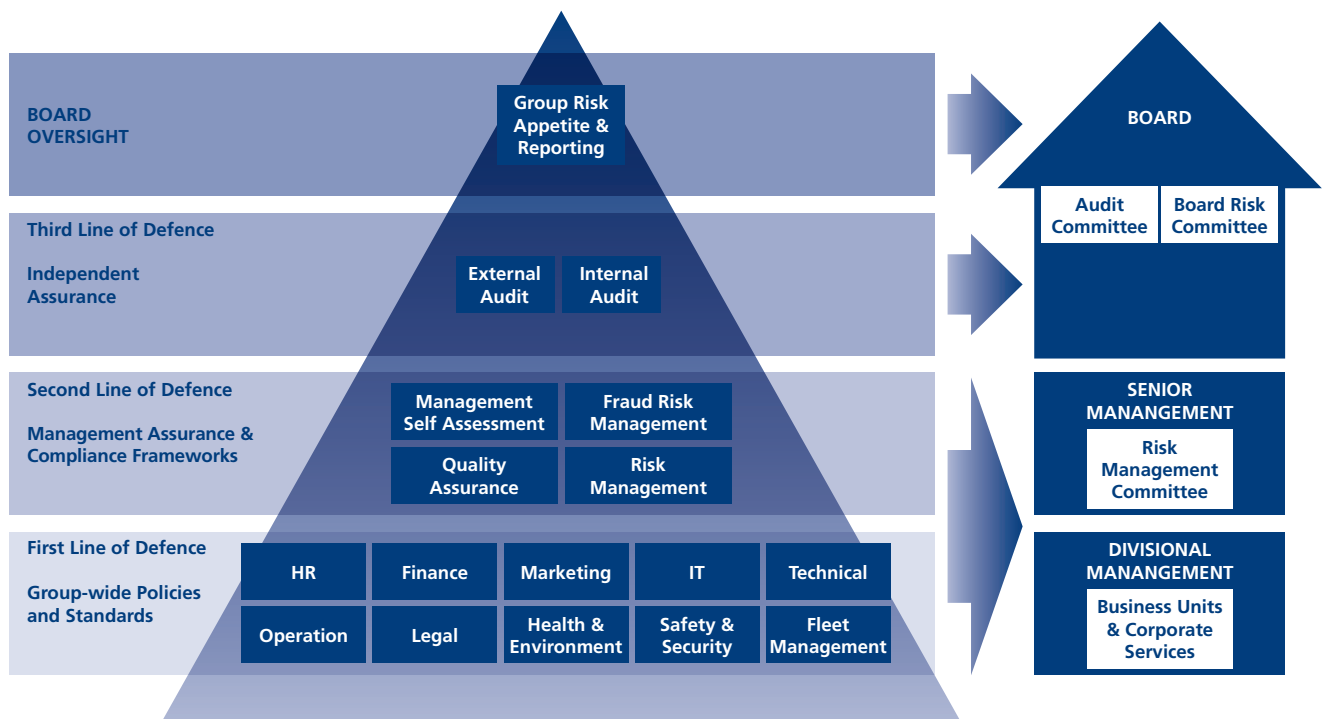 BOARD
OVERSIGHT
Group Risk
Appetite &
Reporting
BOARD
Audit
Committee
Board Risk
Committee
Third Line of Defence
Independent
Assurance
External
Audit
Internal
Audit
Second Line of Defence
Management Assurance &
Compliance Frameworks
Management
Self Assessment
Fraud Risk
Management
Quality
Assurance
Risk
Management
SENIOR
MANANGEMENT
Risk
Management
Committee
First Line of Defence
Group-wide Policies
and Standards
HR
Finance
Marketing
IT
Technical
Operation
Legal
Health &
Environment
Safety &
Security
Fleet
Management
DIVISIONAL
MANANGEMENT
Business Units
& Corporate
Services